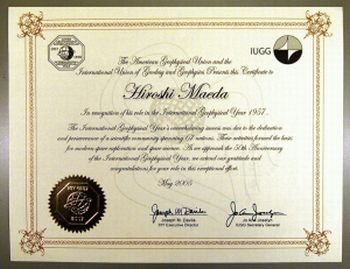 IUGG
The American Geophysical Union and the
International Union of Geodesy and Geophysics Presents this Certificate to
Hiroshi Maeda
In recognition of his role in the International Geophysical Year 1957.
The International Geophysical Year's overwhelming success was due to the dedication
and perseverance of a scientific community spanning 67 nations. Their activities formed the basis
for modern space exploration and space science. As we approach the 50th Anniversary
of the International Geophysical Year, we extend our gratitude and
congratulations for your role in this exceptional effort.
May 2005
Joseph M. Davila
IHY Executive Director
Jo Ann Joselyn
IUGG Secretary General